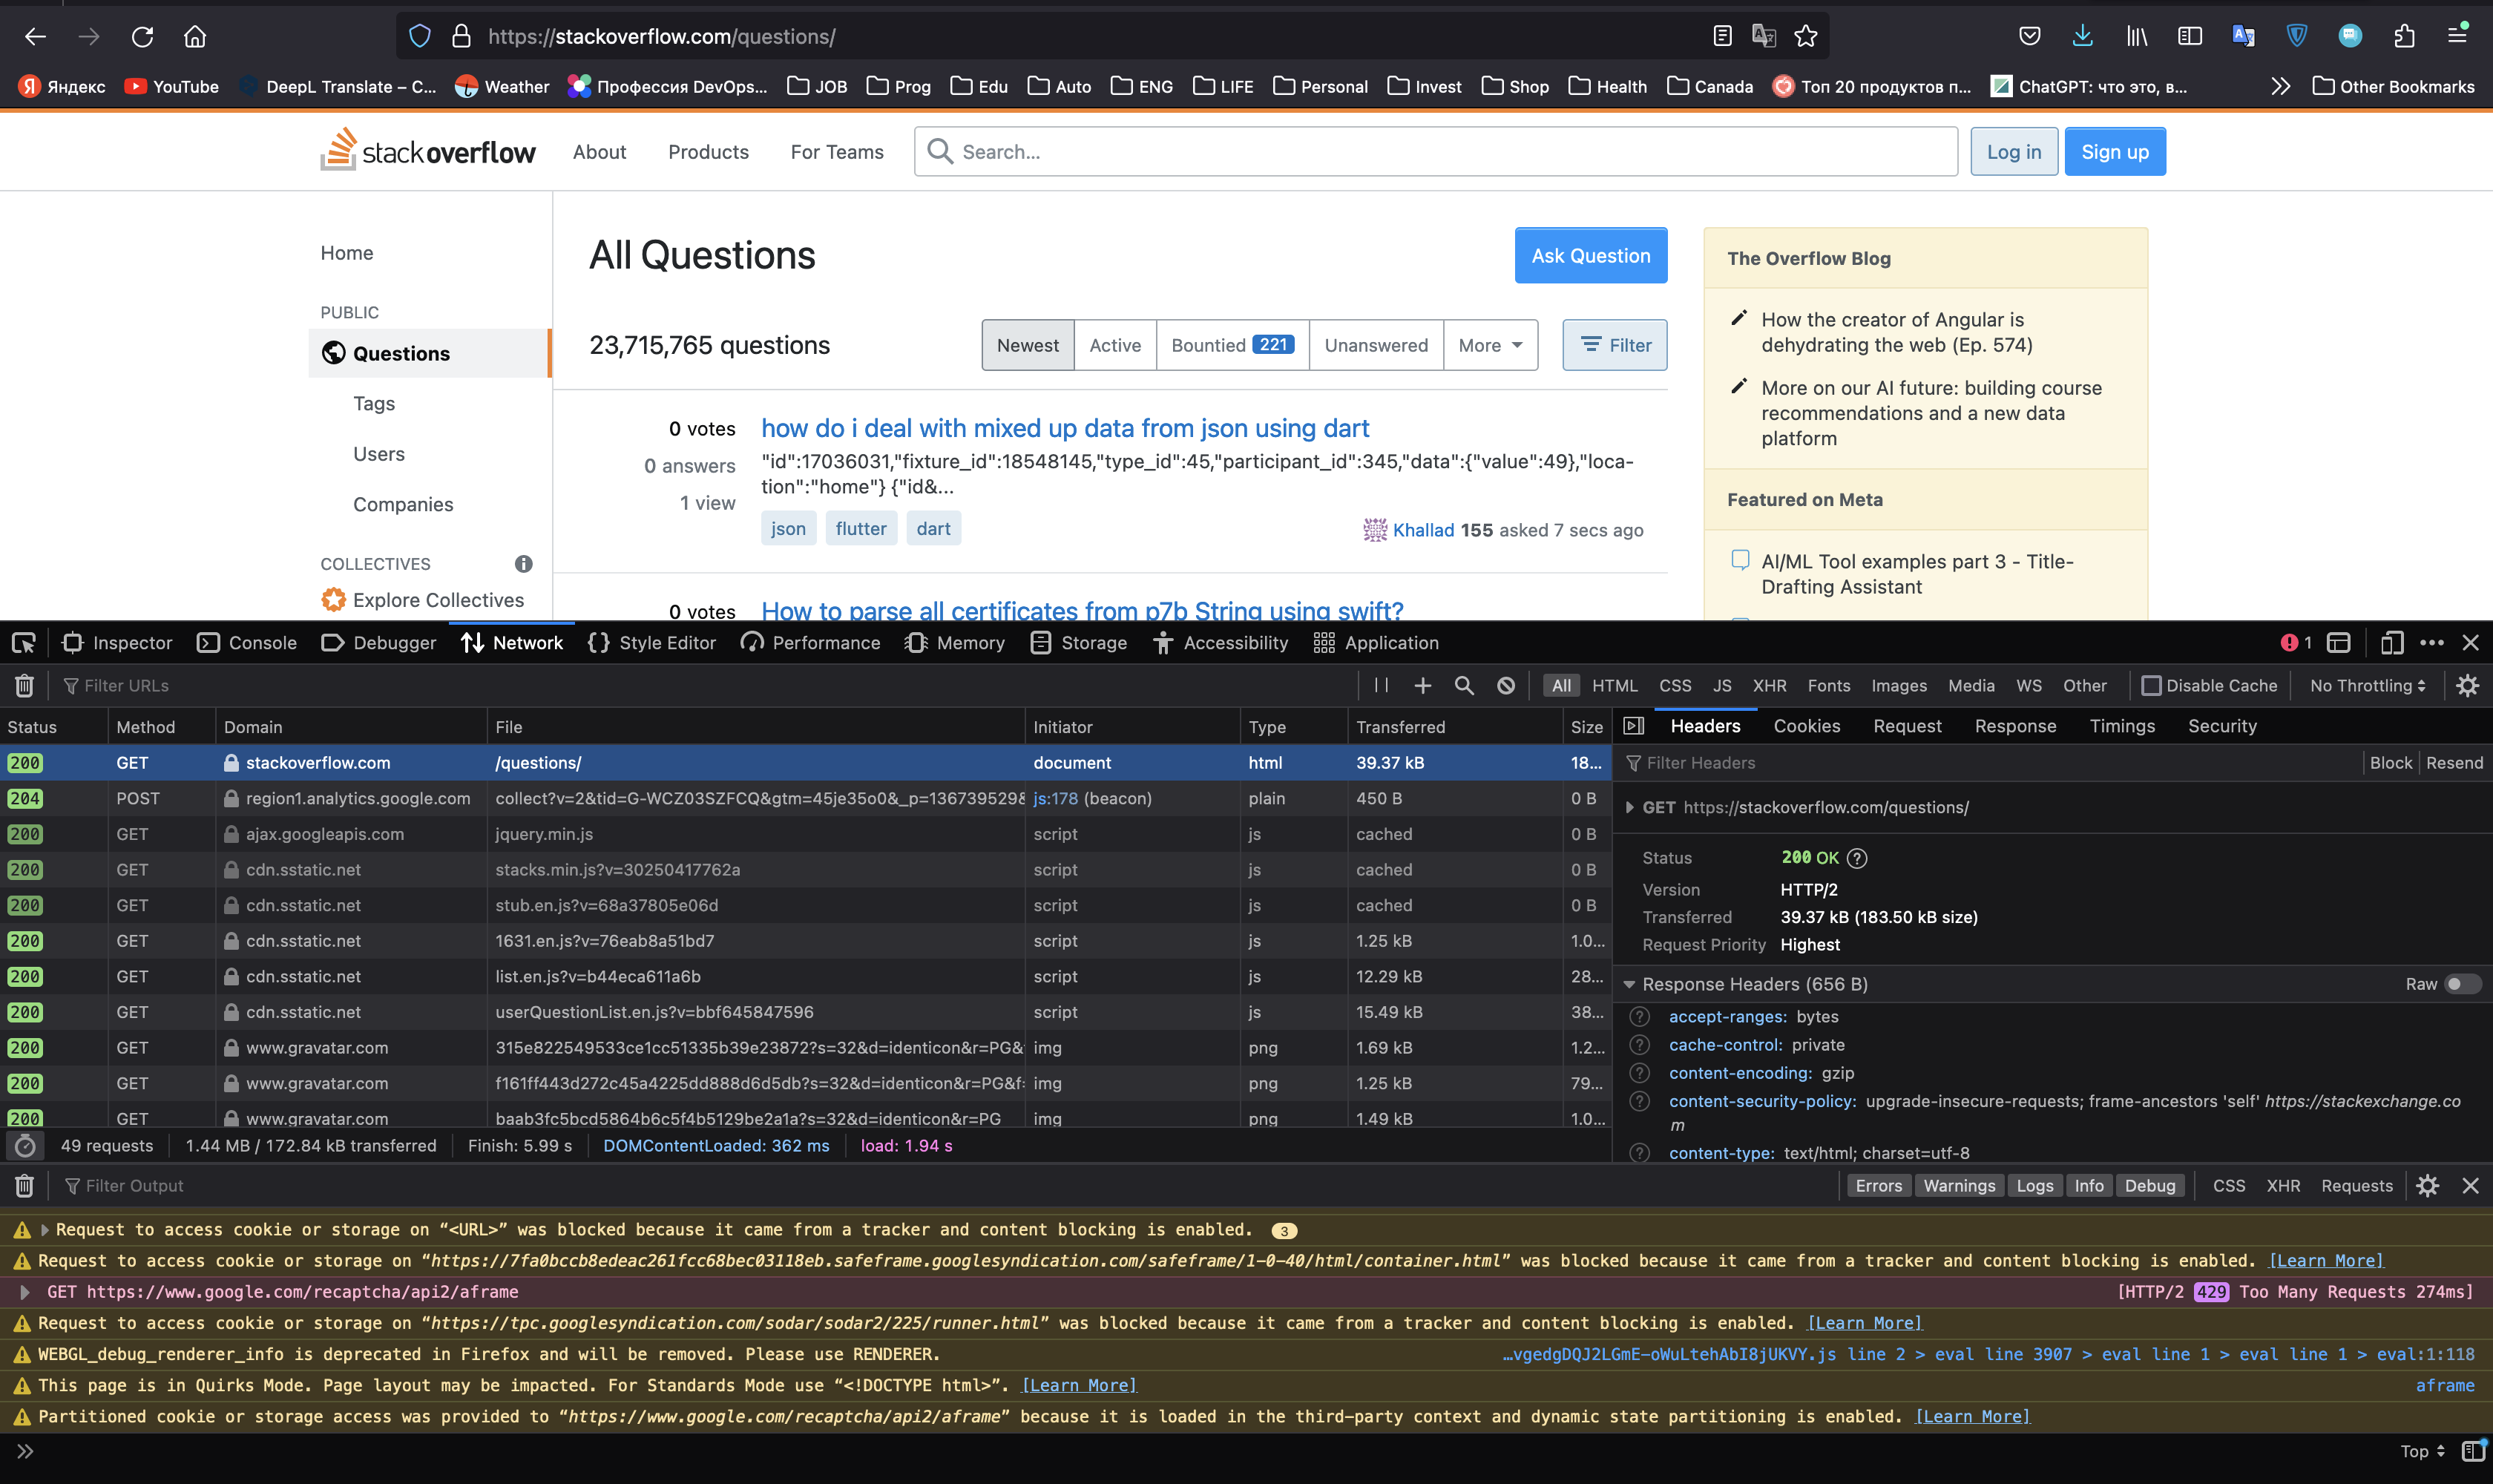 https://stackoverflow.com/questions/
Яндекс YouTube DeepL Translate – С... Weather Профессия DevOps... JOB Prog Edu Auto ENG LIFE Personal Invest Shop Health Canada Топ 20 продуктов п... ChatGPT: что это, в... Other Bookmarks
stackoverflow About Products For Teams Search... Log in Sign up
Home
PUBLIC
Questions
Tags
Users
Companies
COLLECTIVES
Explore Collectives
All Questions Ask Question
23,715,765 questions Newest Active Bountied 221 Unanswered More Filter
0 votes
0 answers
1 view
how do i deal with mixed up data from json using dart
"id":17036031,"fixture_id":18548145,"type_id":45,"participant_id":345,"data":{"value":49},"loca-
tion":"home"} {"id&...
json flutter dart
Khallad 155 asked 7 secs ago
0 votes How to parse all certificates from p7b String using swift?
The Overflow Blog
How the creator of Angular is
dehydrating the web (Ep. 574)
More on our AI future: building course
recommendations and a new data
platform
Featured on Meta
AI/ML Tool examples part 3 - Title-
Drafting Assistant
Inspector Console Debugger Network Style Editor Performance Memory Storage Accessibility Application 1
Filter URLs All HTML CSS JS XHR Fonts Images Media WS Other Disable Cache No Throttling
Status Method Domain File Initiator Type Transferred Size
200 GET stackoverflow.com /questions/ document html 39.37 kB 18...
204 POST region1.analytics.google.com collect?v=2&tid=G-WCZ03SZFCQ&gtm=45je35o0&_p=136739529& js:178 (beacon) plain 450 B 0 B
200 GET ajax.googleapis.com jquery.min.js script js cached 0 B
200 GET cdn.sstatic.net stacks.min.js?v=30250417762a script js cached 0 B
200 GET cdn.sstatic.net stub.en.js?v=68a37805e06d script js cached 0 B
200 GET cdn.sstatic.net 1631.en.js?v=76eab8a51bd7 script js 1.25 kB 1.0...
200 GET cdn.sstatic.net list.en.js?v=b44eca611a6b script js 12.29 kB 28...
200 GET cdn.sstatic.net userQuestionList.en.js?v=bbf645847596 script js 15.49 kB 38...
200 GET www.gravatar.com 315e822549533ce1cc51335b39e23872?s=32&d=identicon&r=PG& img png 1.69 kB 1.2...
200 GET www.gravatar.com f161ff443d272c45a4225dd888d6d5db?s=32&d=identicon&r=PG&f= img png 1.25 kB 79...
200 GET www.gravatar.com baab3fc5bcd5864b6c5f4b5129be2a1a?s=32&d=identicon&r=PG img png 1.49 kB 1.0...
49 requests 1.44 MB / 172.84 kB transferred Finish: 5.99 s DOMContentLoaded: 362 ms load: 1.94 s
Headers Cookies Request Response Timings Security
Filter Headers Block Resend
GET https://stackoverflow.com/questions/
Status 200 OK ?
Version HTTP/2
Transferred 39.37 kB (183.50 kB size)
Request Priority Highest
Response Headers (656 B) Raw
? accept-ranges: bytes
? cache-control: private
? content-encoding: gzip
? content-security-policy: upgrade-insecure-requests; frame-ancestors 'self' https://stackexchange.co
m
? content-type: text/html; charset=utf-8
Filter Output Errors Warnings Logs Info Debug CSS XHR Requests
Request to access cookie or storage on “<URL>” was blocked because it came from a tracker and content blocking is enabled. 3
Request to access cookie or storage on “https://7fa0bccb8edeac261fcc68bec03118eb.safeframe.googlesyndication.com/safeframe/1-0-40/html/container.html” was blocked because it came from a tracker and content blocking is enabled. [Learn More]
GET https://www.google.com/recaptcha/api2/aframe [HTTP/2 429 Too Many Requests 274ms]
Request to access cookie or storage on “https://tpc.googlesyndication.com/sodar/sodar2/225/runner.html” was blocked because it came from a tracker and content blocking is enabled. [Learn More]
WEBGL_debug_renderer_info is deprecated in Firefox and will be removed. Please use RENDERER. …vgedgDQJ2LGmE-oWuLtehAbI8jUKVY.js line 2 > eval line 3907 > eval line 1 > eval line 1 > eval:1:118
This page is in Quirks Mode. Page layout may be impacted. For Standards Mode use “<!DOCTYPE html>”. [Learn More] aframe
Partitioned cookie or storage access was provided to “https://www.google.com/recaptcha/api2/aframe” because it is loaded in the third-party context and dynamic state partitioning is enabled. [Learn More]
Top